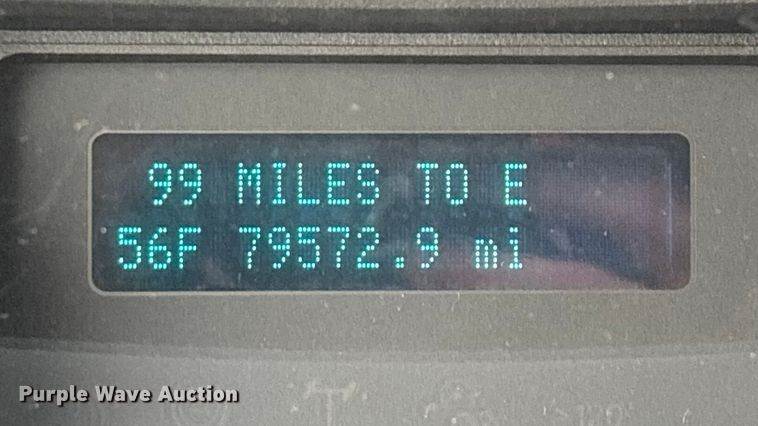 99 MILES TO E
56F 79572.9 mi
Purple Wave Auction